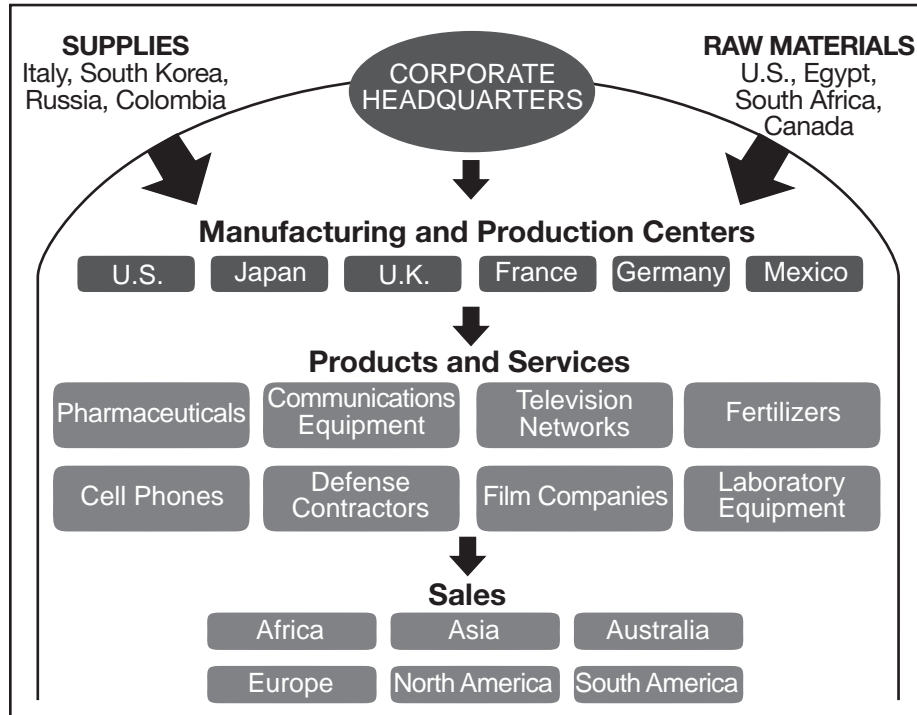 SUPPLIES
Italy, South Korea,
Russia, Colombia
CORPORATE
HEADQUARTERS
RAW MATERIALS
U.S., Egypt,
South Africa,
Canada
Manufacturing and Production Centers
U.S.
Japan
U.K.
France
Germany
Mexico
Products and Services
Pharmaceuticals
Communications
Equipment
Television
Networks
Fertilizers
Cell Phones
Defense
Contractors
Film Companies
Laboratory
Equipment
Sales
Africa
Asia
Australia
Europe
North America
South America